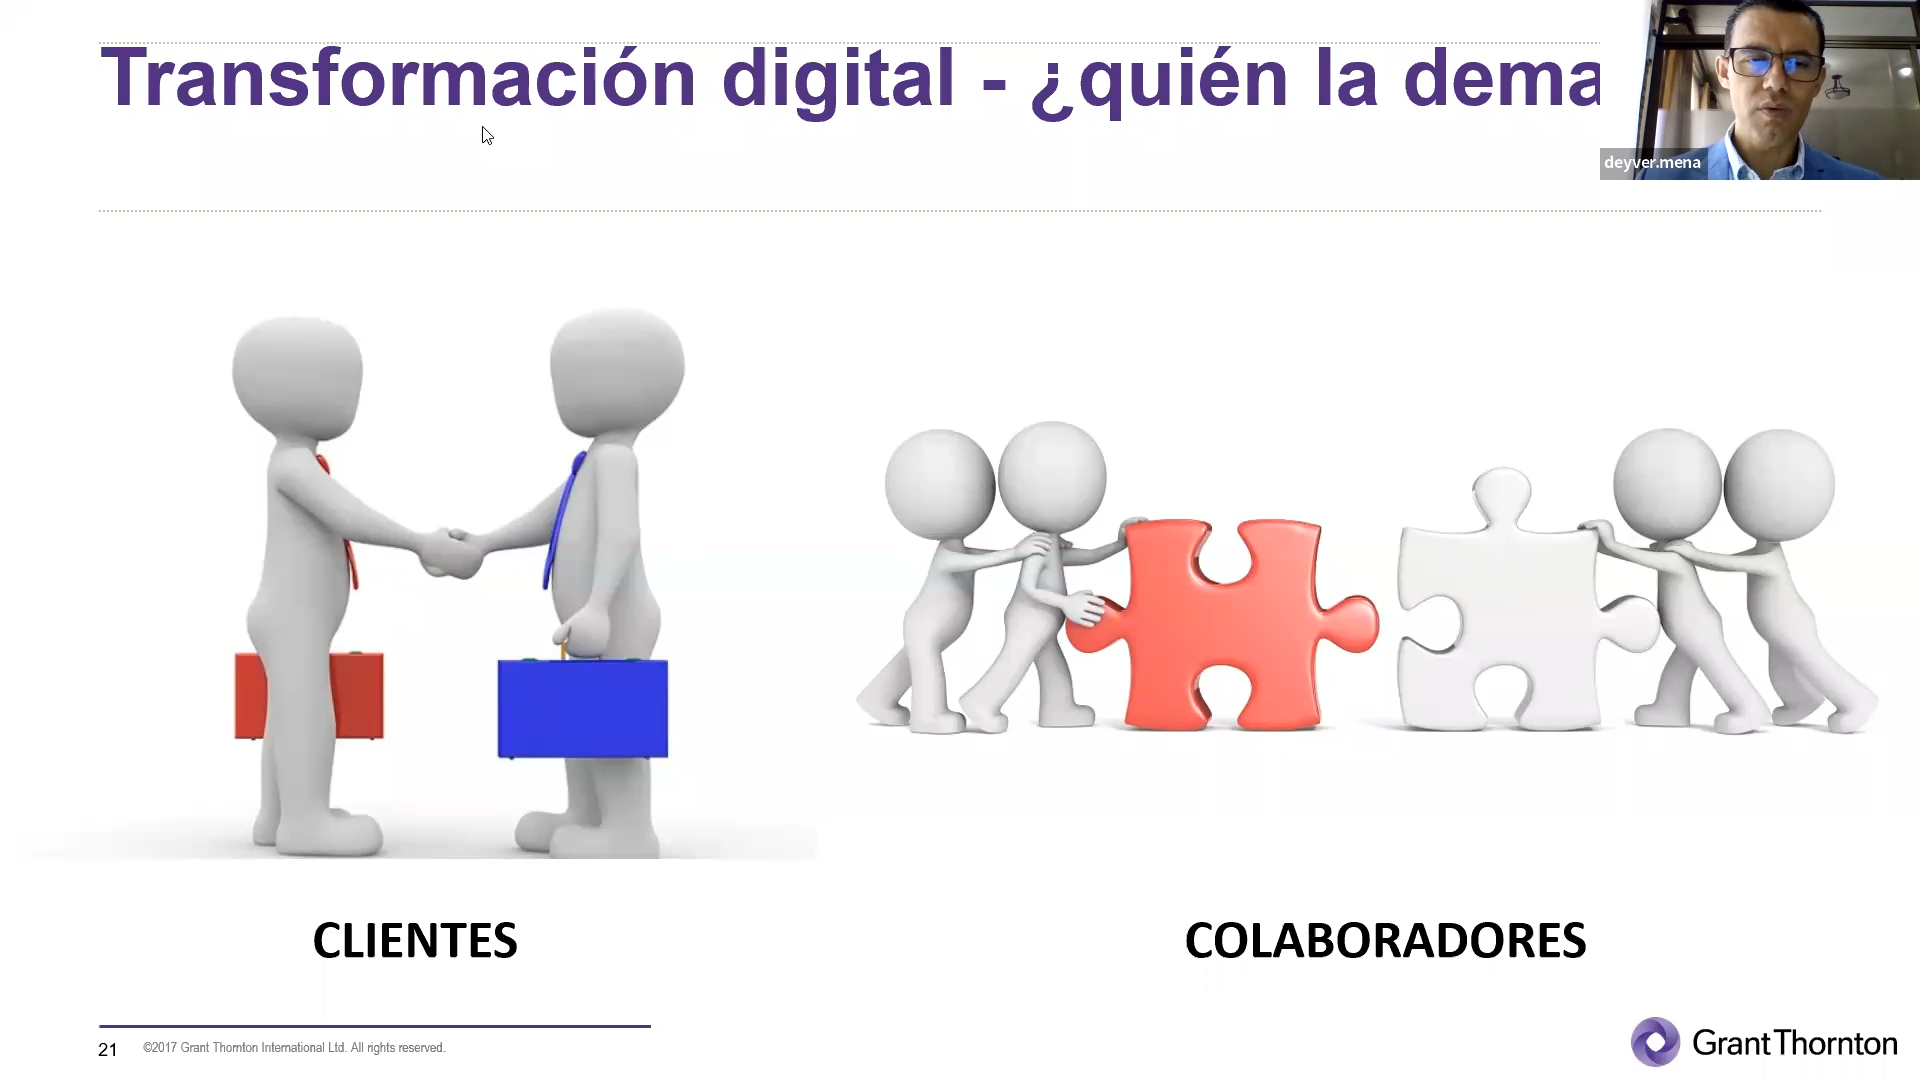 Transformación digital - ¿quién la dema
deyver.mena
CLIENTES
COLABORADORES
21
©2017 Grant Thornton International Ltd. All rights reserved.
Grant Thornton